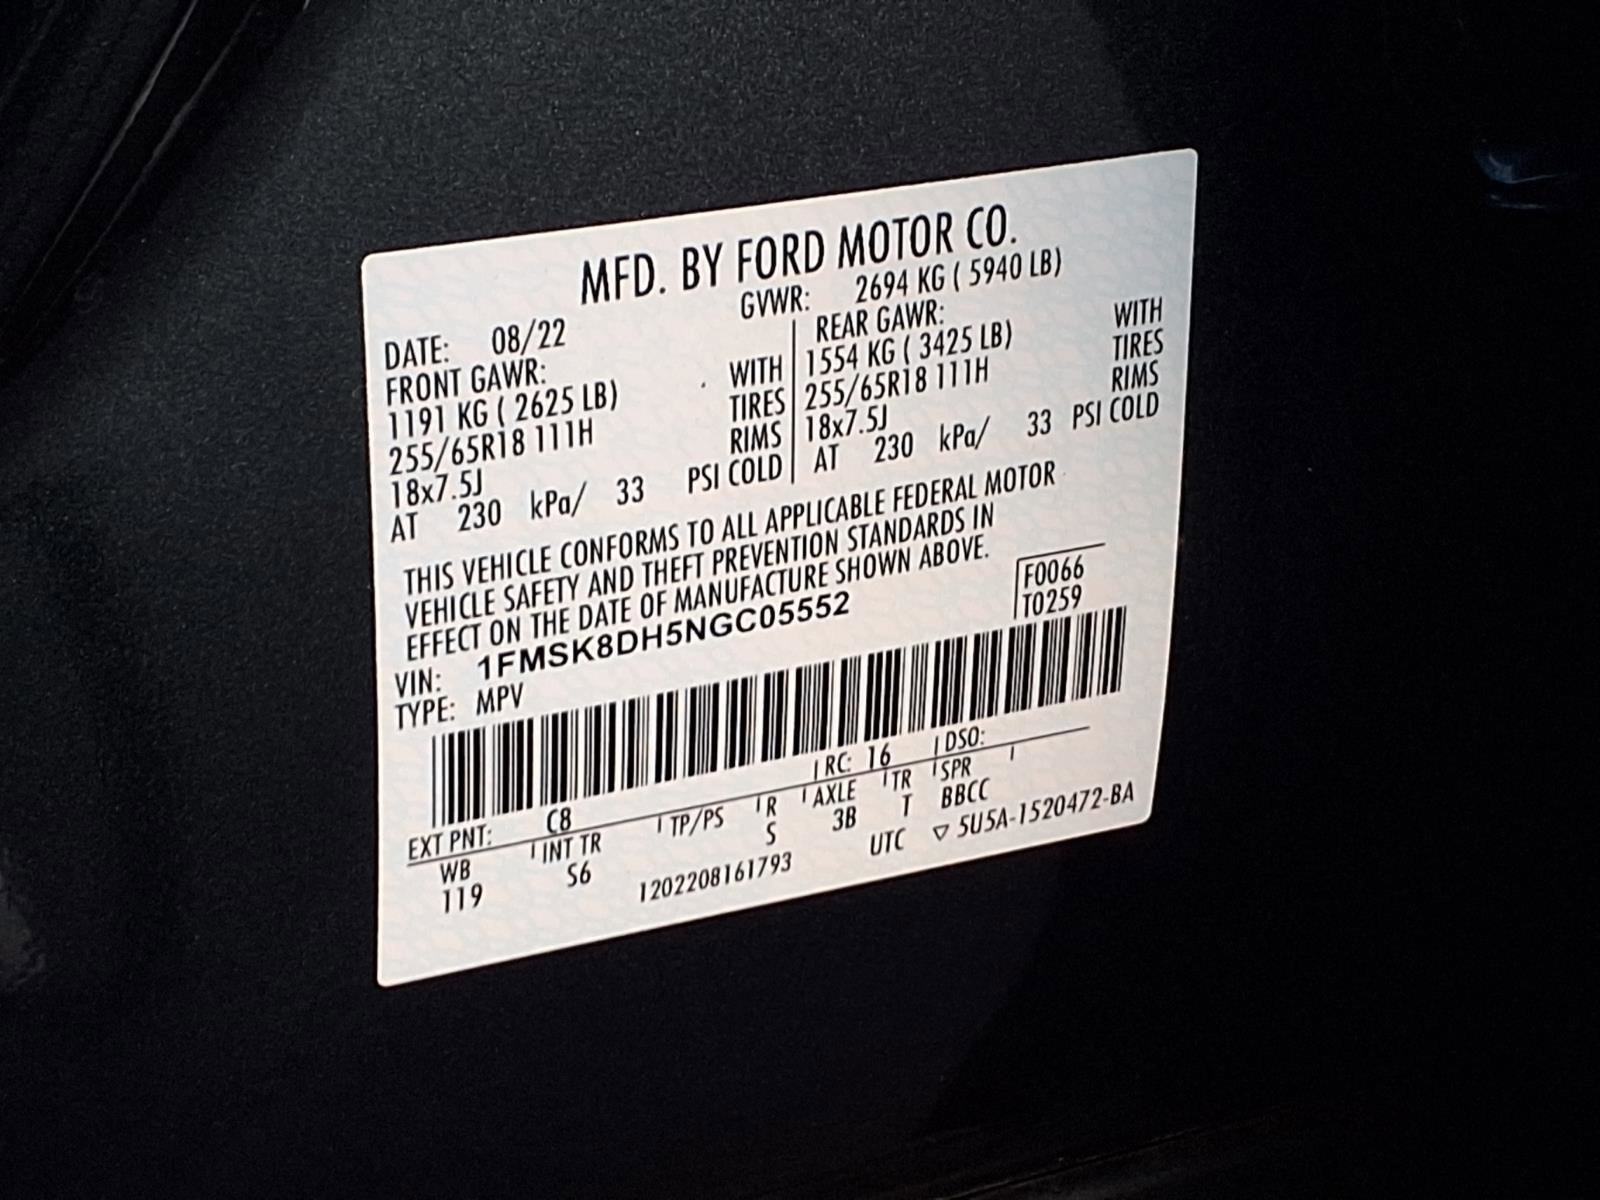 MFD. BY FORD MOTOR CO.
DATE: 08/22 GVWR: 2694 KG ( 5940 LB)
FRONT GAWR: REAR GAWR:
1191 KG ( 2625 LB) WITH 1554 KG ( 3425 LB) WITH
255/65R18 111H TIRES 255/65R18 111H TIRES
18x7.5J RIMS 18x7.5J RIMS
AT 230 kPa/ 33 PSI COLD AT 230 kPa/ 33 PSI COLD
THIS VEHICLE CONFORMS TO ALL APPLICABLE FEDERAL MOTOR
VEHICLE SAFETY AND THEFT PREVENTION STANDARDS IN
EFFECT ON THE DATE OF MANUFACTURE SHOWN ABOVE.
VIN: 1FMSK8DH5NGC05552 F0066
TYPE: MPV T0259
EXT PNT: C8 RC: 16 DSO:
WB INT TR TP/PS R AXLE TR SPR
119 S6 S 3B T BBCC
1202208161793 UTC ▽ 5U5A-1520472-BA